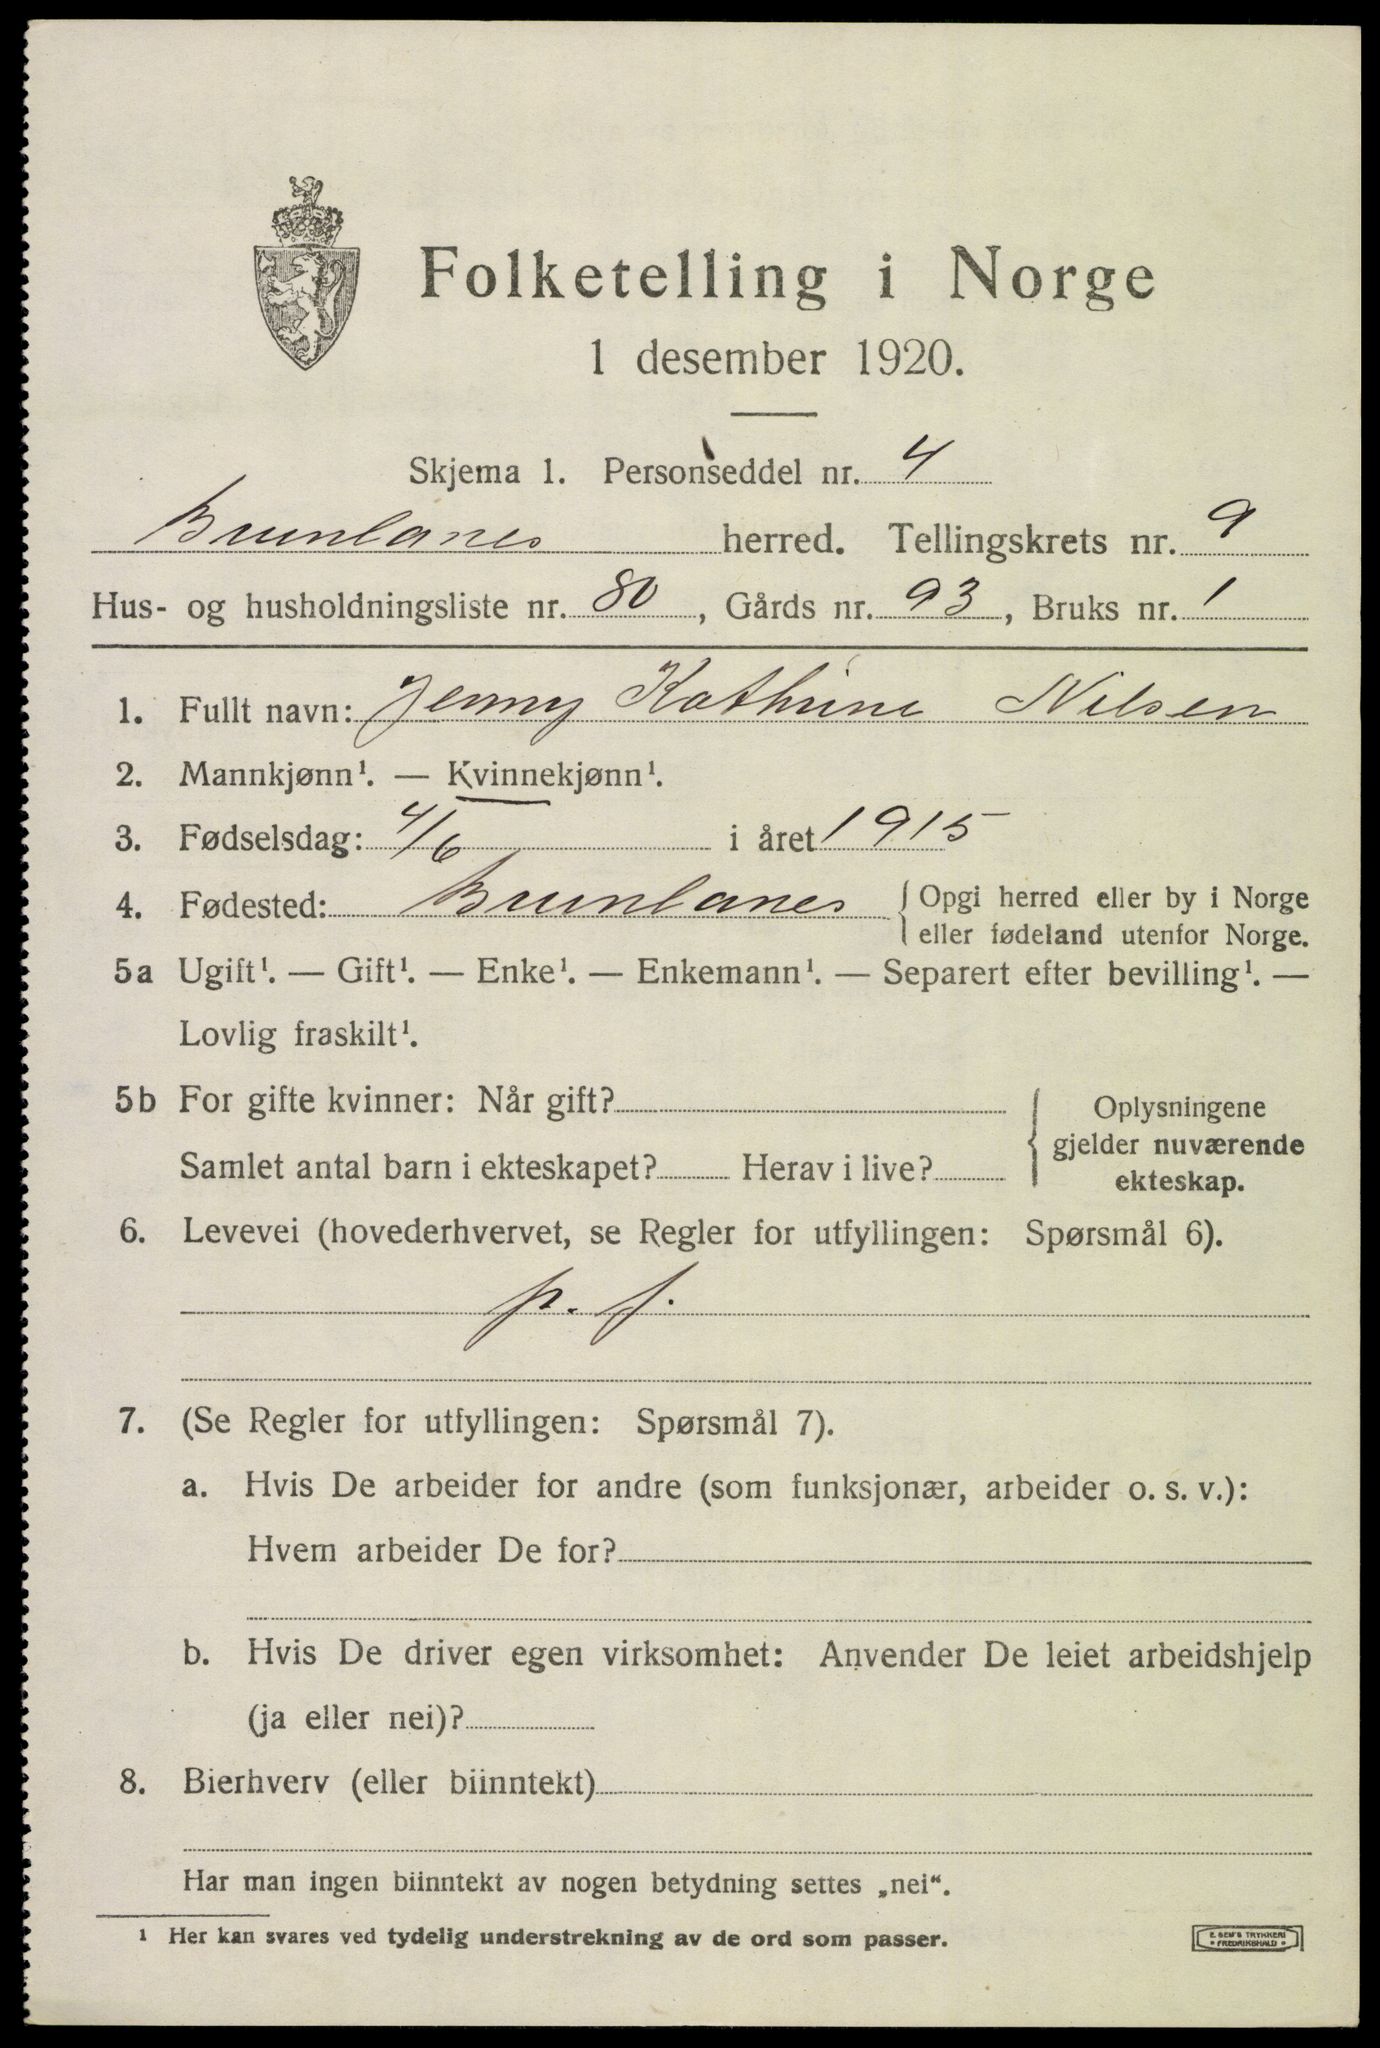 Folketelling i Norge
1 desember 1920.
Skjema 1. Personseddel nr. 4
Brunlanes herred. Tellingskrets nr. 9
Hus- og husholdningsliste nr. 80, Gårds nr. 93, Bruks nr. 1
1. Fullt navn: Jenny Kathrine Nilsen
2. Mannkjønn¹. — Kvinnekjønn¹.
3. Fødselsdag: 4/6 i året 1915
4. Fødested: Brunlanes { Opgi herred eller by i Norge
eller fødeland utenfor Norge.
5a Ugift¹. — Gift¹. — Enke¹. — Enkemann¹. — Separert efter bevilling¹. —
Lovlig fraskilt¹.
5b For gifte kvinner: Når gift?
Samlet antal barn i ekteskapet? Herav i live?
Oplysningene
gjelder nuværende
ekteskap.
6. Levevei (hovederhvervet, se Regler for utfyllingen: Spørsmål 6).
p. f.
7. (Se Regler for utfyllingen: Spørsmål 7).
a. Hvis De arbeider for andre (som funksjonær, arbeider o. s. v.):
Hvem arbeider De for?
b. Hvis De driver egen virksomhet: Anvender De leiet arbeidshjelp
(ja eller nei)?
8. Bierhverv (eller biinntekt)
Har man ingen biinntekt av nogen betydning settes „nei“.
¹ Her kan svares ved tydelig understrekning av de ord som passer.
E. SEM'S TRYKKERI
• FREDRIKSHALD •